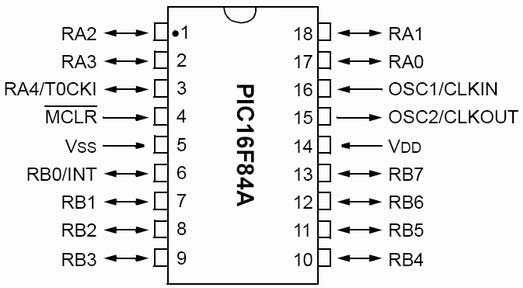 RA2 1 18 RA1
RA3 2 17 RA0
RA4/T0CKI 3 16 OSC1/CLKIN
MCLR 4 15 OSC2/CLKOUT
VSS 5 14 VDD
RB0/INT 6 13 RB7
RB1 7 12 RB6
RB2 8 11 RB5
RB3 9 10 RB4
PIC16F84A